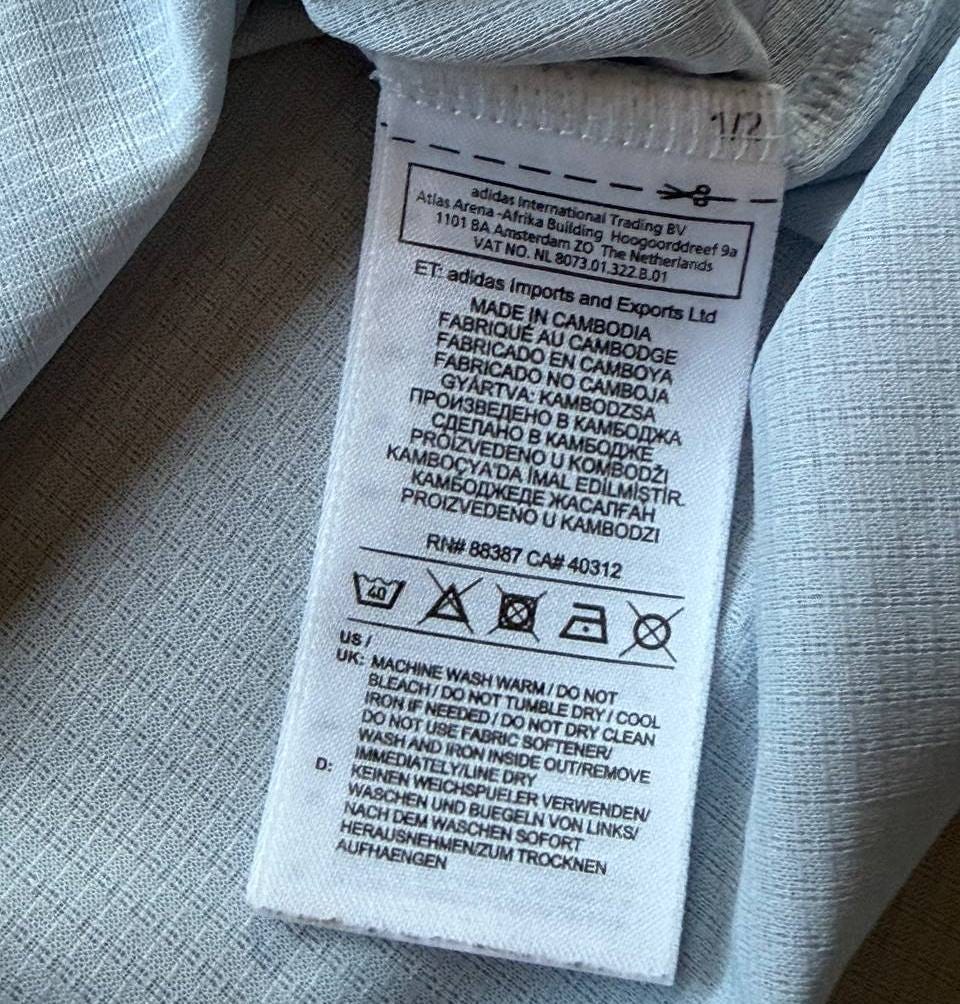 1/2
adidas International Trading BV
Atlas Arena -Afrika Building Hoogoorddreef 9a
1101 BA Amsterdam ZO The Netherlands
VAT NO. NL 8073.01.322.B.01
ET: adidas Imports and Exports Ltd
MADE IN CAMBODIA
FABRIQUÉ AU CAMBODGE
FABRICADO EN CAMBOYA
FABRICADO NO CAMBOJA
GYÁRTVA: KAMBODZSA
ПРОИЗВЕДЕНО В КАМБОДЖА
СДЕЛАНО В КАМБОДЖЕ
PROIZVEDENO U KOMBODŽI
KAMBOÇYA'DA İMAL EDİLMİŞTİR.
КАМБОДЖЕДЕ ЖАСАЛҒАН
PROIZVEDENO U KAMBODZI
RN# 88387 CA# 40312
40
US /
UK: MACHINE WASH WARM / DO NOT
BLEACH / DO NOT TUMBLE DRY / COOL
IRON IF NEEDED / DO NOT DRY CLEAN
DO NOT USE FABRIC SOFTENER/
WASH AND IRON INSIDE OUT/REMOVE
IMMEDIATELY/LINE DRY
D: KEINEN WEICHSPUELER VERWENDEN/
WASCHEN UND BUEGELN VON LINKS/
NACH DEM WASCHEN SOFORT
HERAUSNEHMEN/ZUM TROCKNEN
AUFHAENGEN